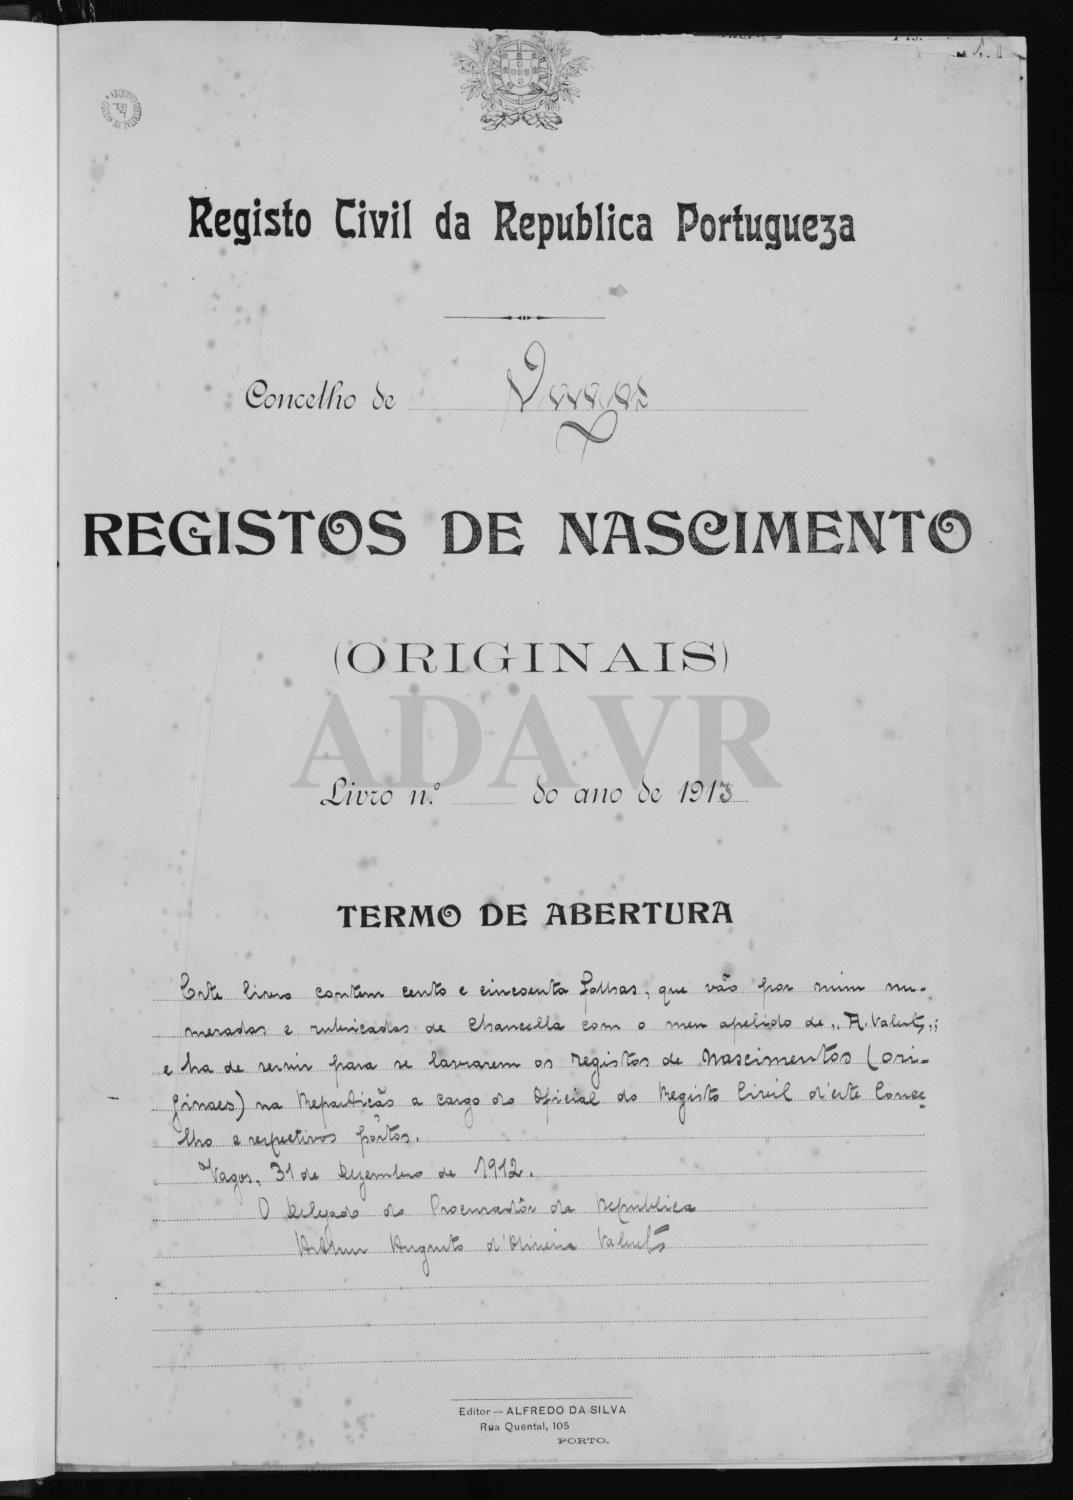 Registo Civil da Republica Portugueza
Concelho de Vagos
REGISTOS DE NASCIMENTO
(ORIGINAIS)
ADAVR
Livro n.º do ano de 1913
TERMO DE ABERTURA
Este livro contem cento e cincoenta folhas, que vão por mim nu-
meradas e rubricadas de chancella com o meu apelido de
e ha de servir para se lavrarem os registos de nascimentos (ori-
ginaes) na Repartição a cargo do Oficial do Registo Civil d'este Conce-
lho e respectivos postos.
Vagos, 31 de Dezembro de 1912.
O Delegado do Procurador da Republica
Arthur Augusto d'Oliveira
Editor — ALFREDO DA SILVA
Rua Quental, 105
PORTO.